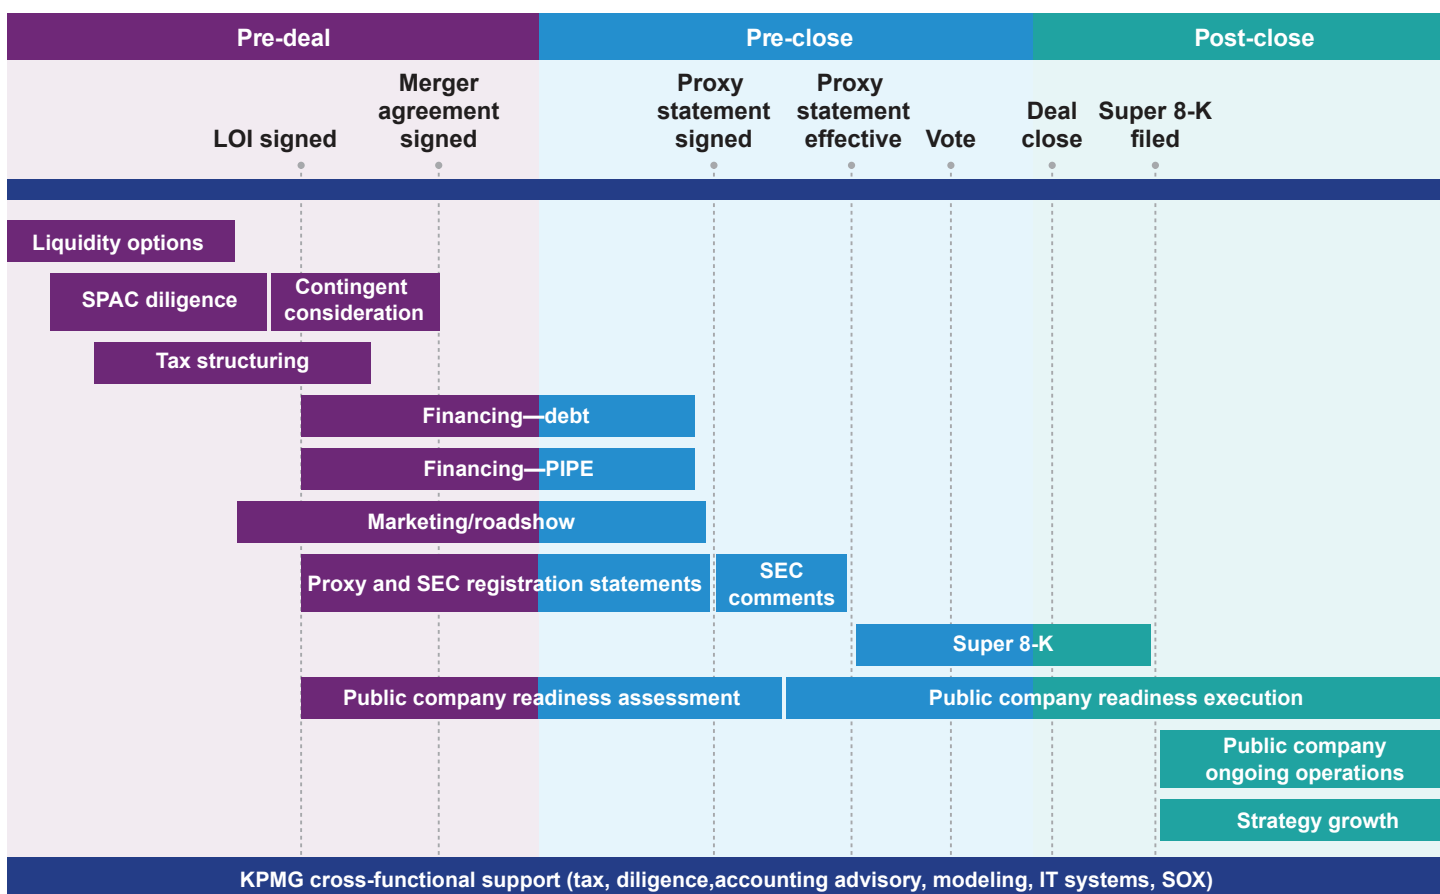 Pre-deal
Pre-close
Post-close
LOI signed
Merger
agreement
signed
Proxy
statement
signed
Proxy
statement
effective
Vote
Deal
close
Super 8-K
filed
Liquidity options
SPAC diligence
Contingent
consideration
Tax structuring
Financing—debt
Financing—PIPE
Marketing/roadshow
Proxy and SEC registration statements
SEC
comments
Super 8-K
Public company readiness assessment
Public company readiness execution
Public company
ongoing operations
Strategy growth
KPMG cross-functional support (tax, diligence,accounting advisory, modeling, IT systems, SOX)